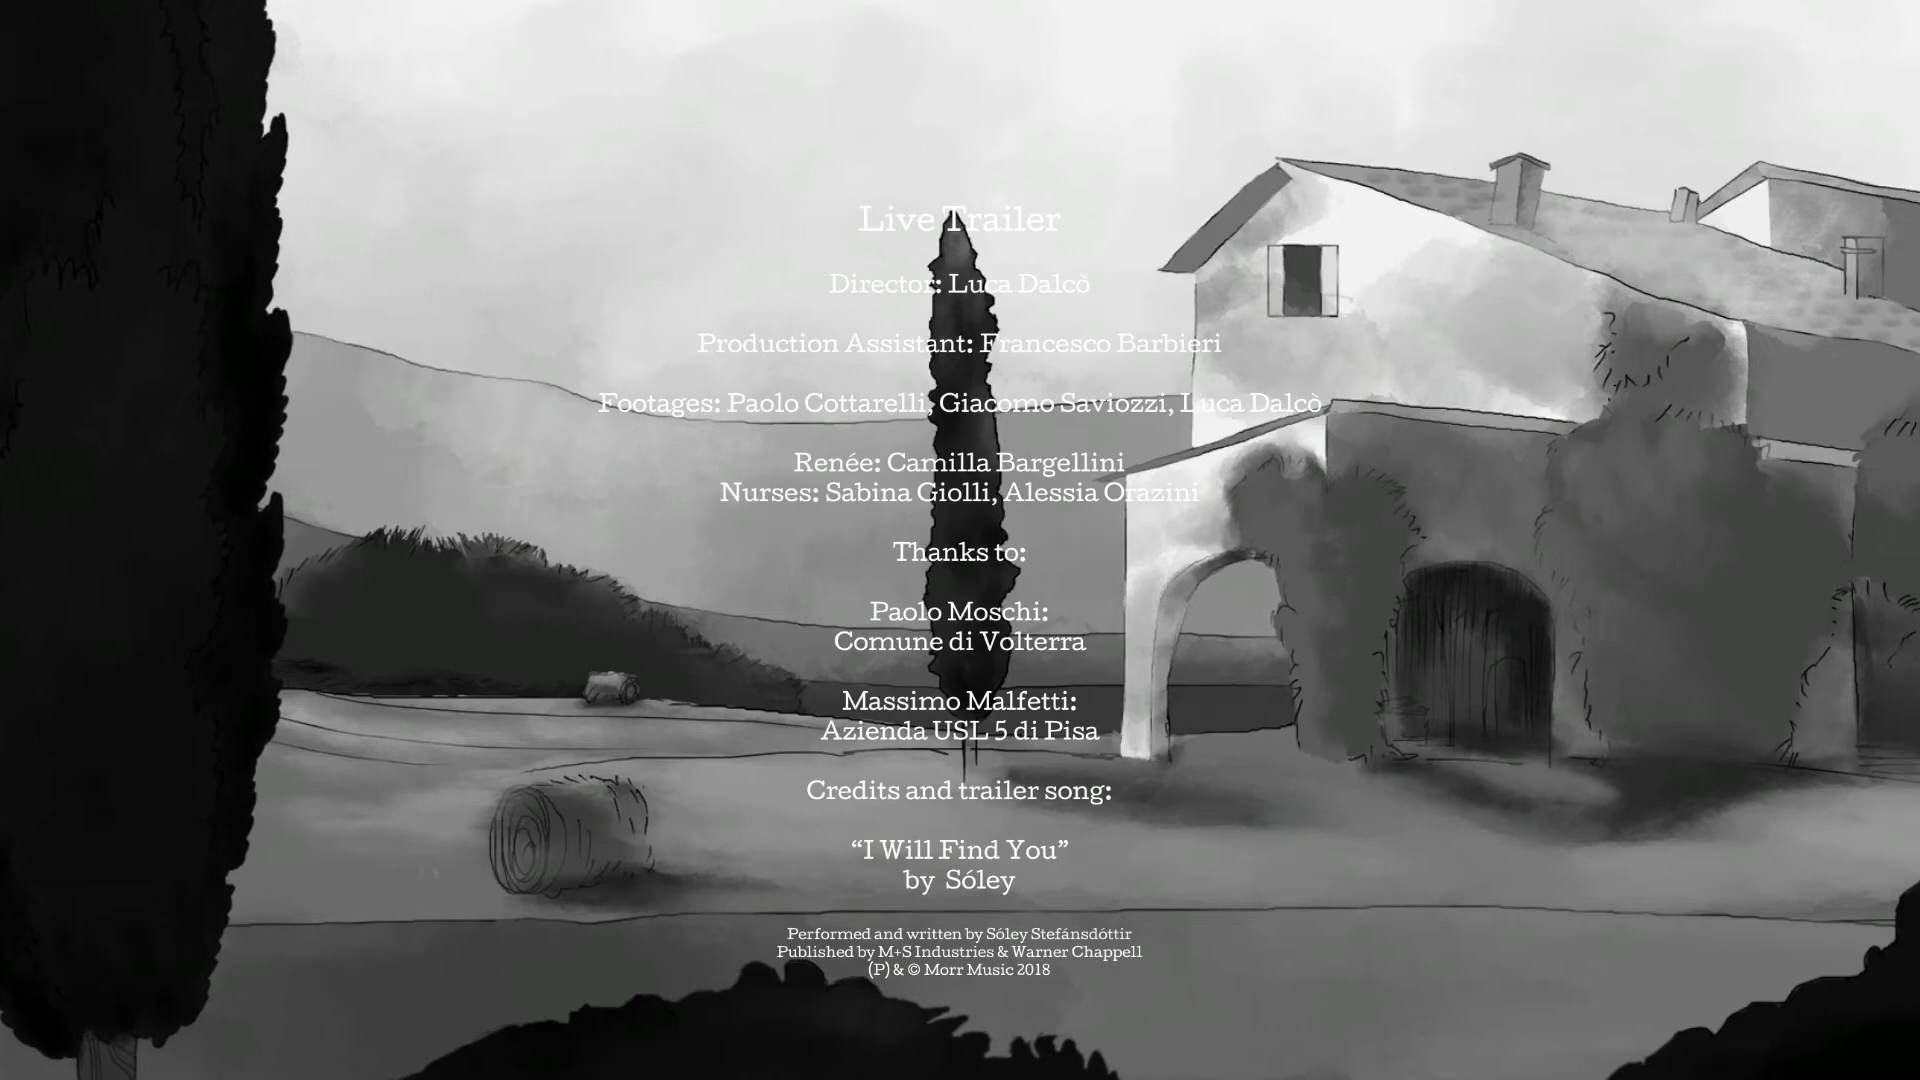 Live Trailer
Director: Luca Dalcò
Production Assistant: Francesco Barbieri
Footages: Paolo Cottarelli, Giacomo Saviozzi, Luca Dalcò
Renée: Camilla Bargellini
Nurses: Sabina Giolli, Alessia Orazini
Thanks to:
Paolo Moschi:
Comune di Volterra
Massimo Malfetti:
Azienda USL 5 di Pisa
Credits and trailer song:
“I Will Find You”
by Sóley
Performed and written by Sóley Stefánsdóttir
Published by M+S Industries & Warner Chappell
(P) & © Morr Music 2018